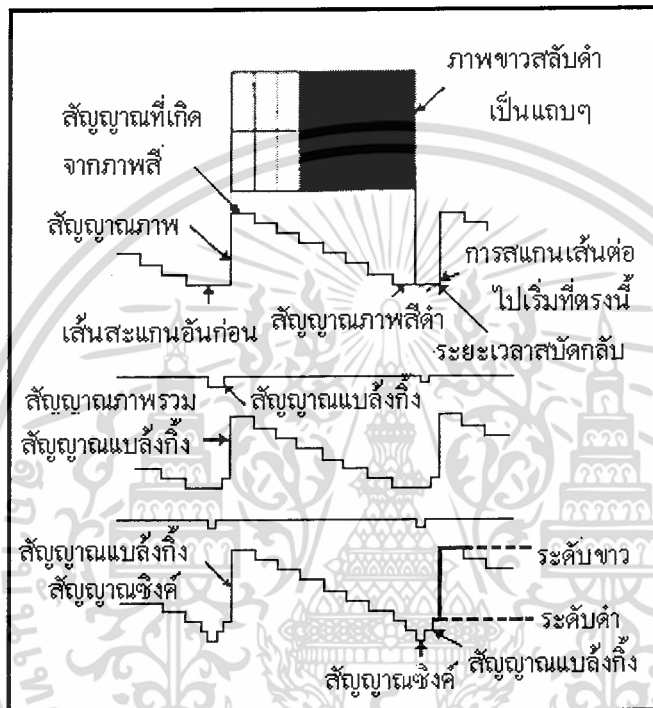 ภาพขาวสลับดำ
เป็นแถบๆ
สัญญาณที่เกิด
จากภาพสี
สัญญาณภาพ
การสแกนเส้นต่อ
ไปเริ่มที่ตรงนี้
เส้นสะแกนอันก่อน
สัญญาณภาพสีดำ
ระยะเวลาสบัดกลับ
สัญญาณภาพรวม
สัญญาณแบล้งกิ้ง
สัญญาณแบล้งกิ้ง
สัญญาณแบล้งกิ้ง
สัญญาณซิงค์
ระดับขาว
ระดับดำ
สัญญาณแบล้งกิ้ง
สัญญาณซิงค์